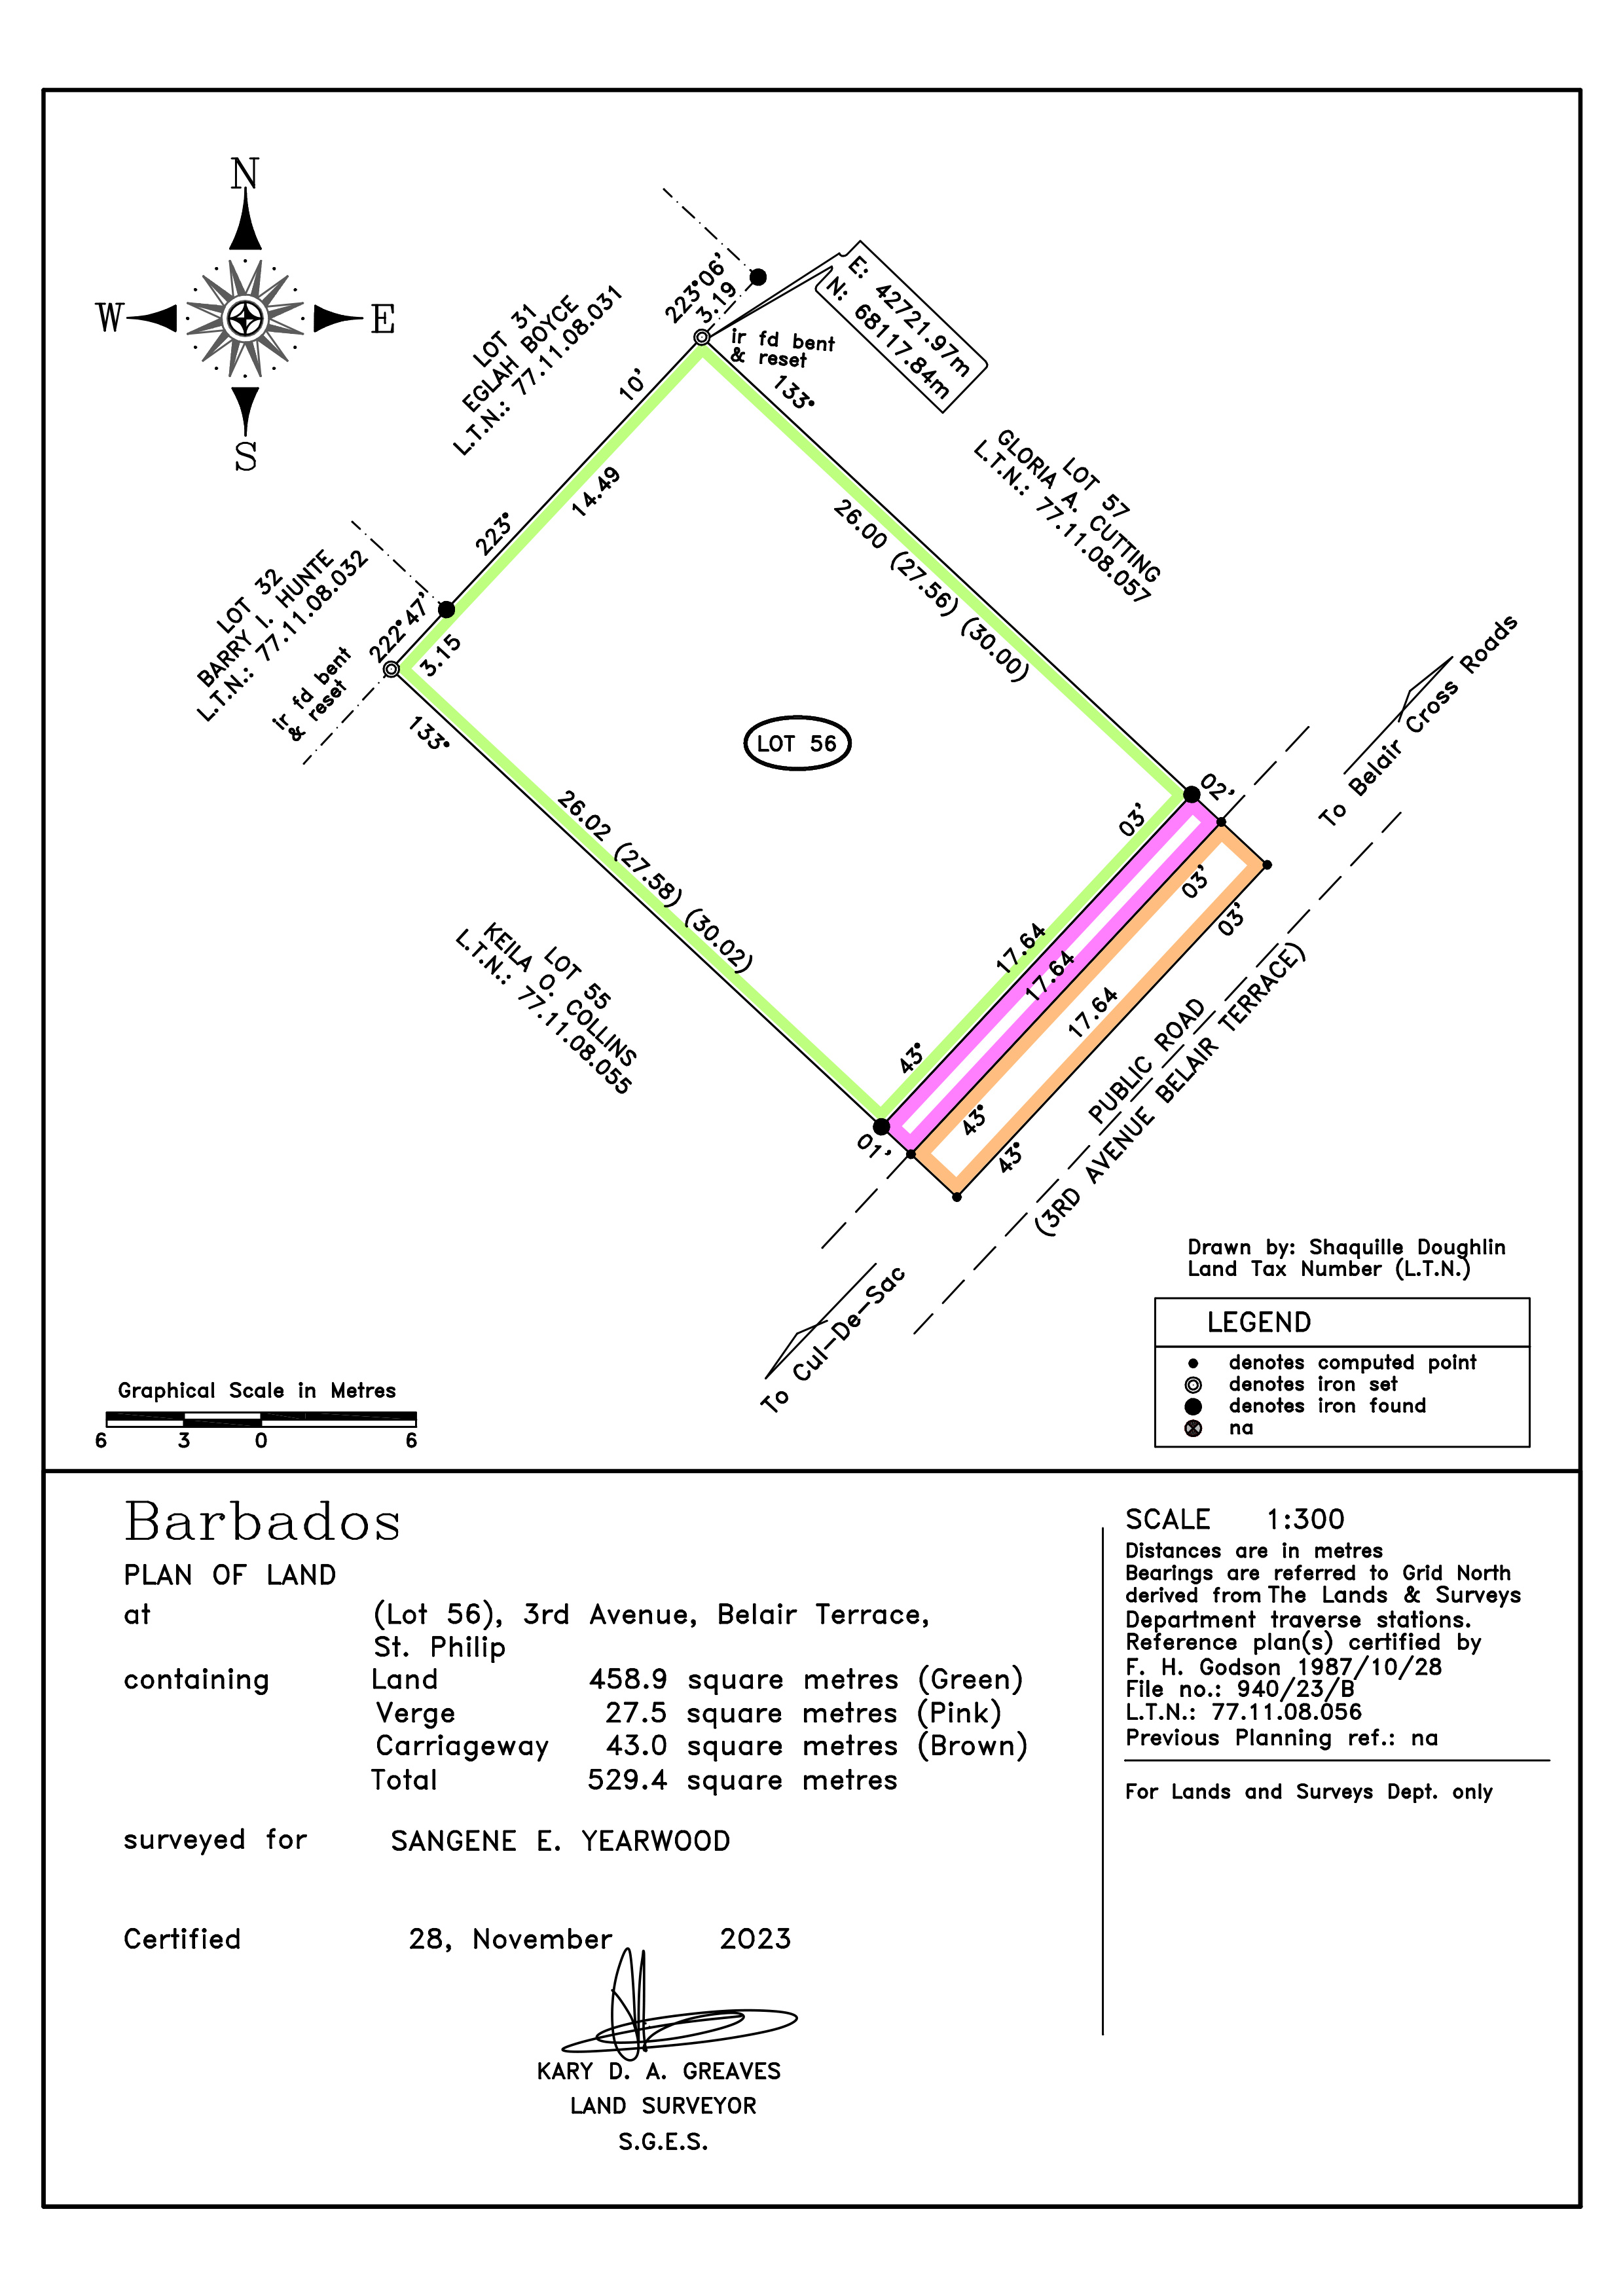 N
W
E
S
LOT 31
EGLAH BOYCE
L.T.N.: 77.11.08.031
223°06'
3.19
E: 42721.97m
N: 68117.84m
ir fd bent
& reset
133°
10'
14.49
223°
LOT 57
GLORIA A. CUTTING
L.T.N.: 77.11.08.057
26.00 (27.56) (30.00)
LOT 32
BARRY I. HUNTE
L.T.N.: 77.11.08.032
222°47'
3.15
ir fd bent
& reset
133°
LOT 56
To Belair Cross Roads
02'
03'
03'
03'
26.02 (27.58) (30.02)
17.64
17.64
17.64
LOT 55
KEILA O. COLLINS
L.T.N.: 77.11.08.055
43°
43°
43°
01'
PUBLIC ROAD
(3RD AVENUE BELAIR TERRACE)
To Cul-De-Sac
Drawn by: Shaquille Doughlin
Land Tax Number (L.T.N.)
LEGEND
denotes computed point
denotes iron set
denotes iron found
na
Graphical Scale in Metres
6 3 0 6
Barbados
PLAN OF LAND
at (Lot 56), 3rd Avenue, Belair Terrace,
St. Philip
containing Land 458.9 square metres (Green)
Verge 27.5 square metres (Pink)
Carriageway 43.0 square metres (Brown)
Total 529.4 square metres
surveyed for SANGENE E. YEARWOOD
Certified 28, November 2023
KARY D. A. GREAVES
LAND SURVEYOR
S.G.E.S.
SCALE 1:300
Distances are in metres
Bearings are referred to Grid North
derived from The Lands & Surveys
Department traverse stations.
Reference plan(s) certified by
F. H. Godson 1987/10/28
File no.: 940/23/B
L.T.N.: 77.11.08.056
Previous Planning ref.: na
For Lands and Surveys Dept. only